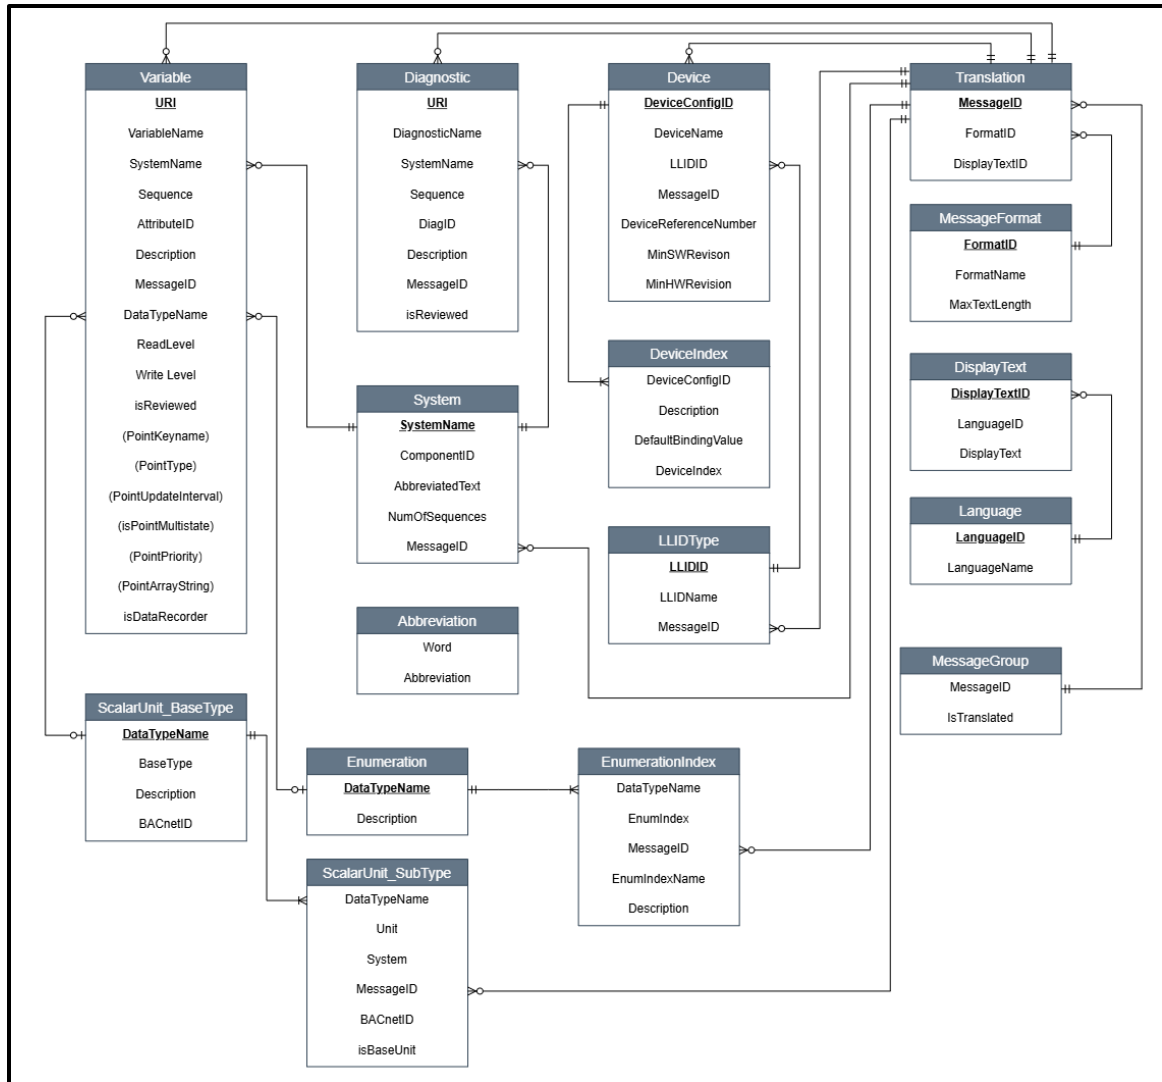 Variable
URI
VariableName
SystemName
Sequence
AttributeID
Description
MessageID
DataTypeName
ReadLevel
Write Level
isReviewed
(PointKeyname)
(PointType)
(PointUpdateInterval)
(isPointMultistate)
(PointPriority)
(PointArrayString)
isDataRecorder
Diagnostic
URI
DiagnosticName
SystemName
Sequence
DiagID
Description
MessageID
isReviewed
Device
DeviceConfigID
DeviceName
LLIDID
MessageID
DeviceReferenceNumber
MinSWRevison
MinHWRevision
Translation
MessageID
FormatID
DisplayTextID
MessageFormat
FormatID
FormatName
MaxTextLength
DeviceIndex
DeviceConfigID
Description
DefaultBindingValue
DeviceIndex
DisplayText
DisplayTextID
LanguageID
DisplayText
System
SystemName
ComponentID
AbbreviatedText
NumOfSequences
MessageID
Language
LanguageID
LanguageName
LLIDType
LLIDID
LLIDName
MessageID
Abbreviation
Word
Abbreviation
MessageGroup
MessageID
IsTranslated
ScalarUnit_BaseType
DataTypeName
BaseType
Description
BACnetID
Enumeration
DataTypeName
Description
EnumerationIndex
DataTypeName
EnumIndex
MessageID
EnumIndexName
Description
ScalarUnit_SubType
DataTypeName
Unit
System
MessageID
BACnetID
isBaseUnit